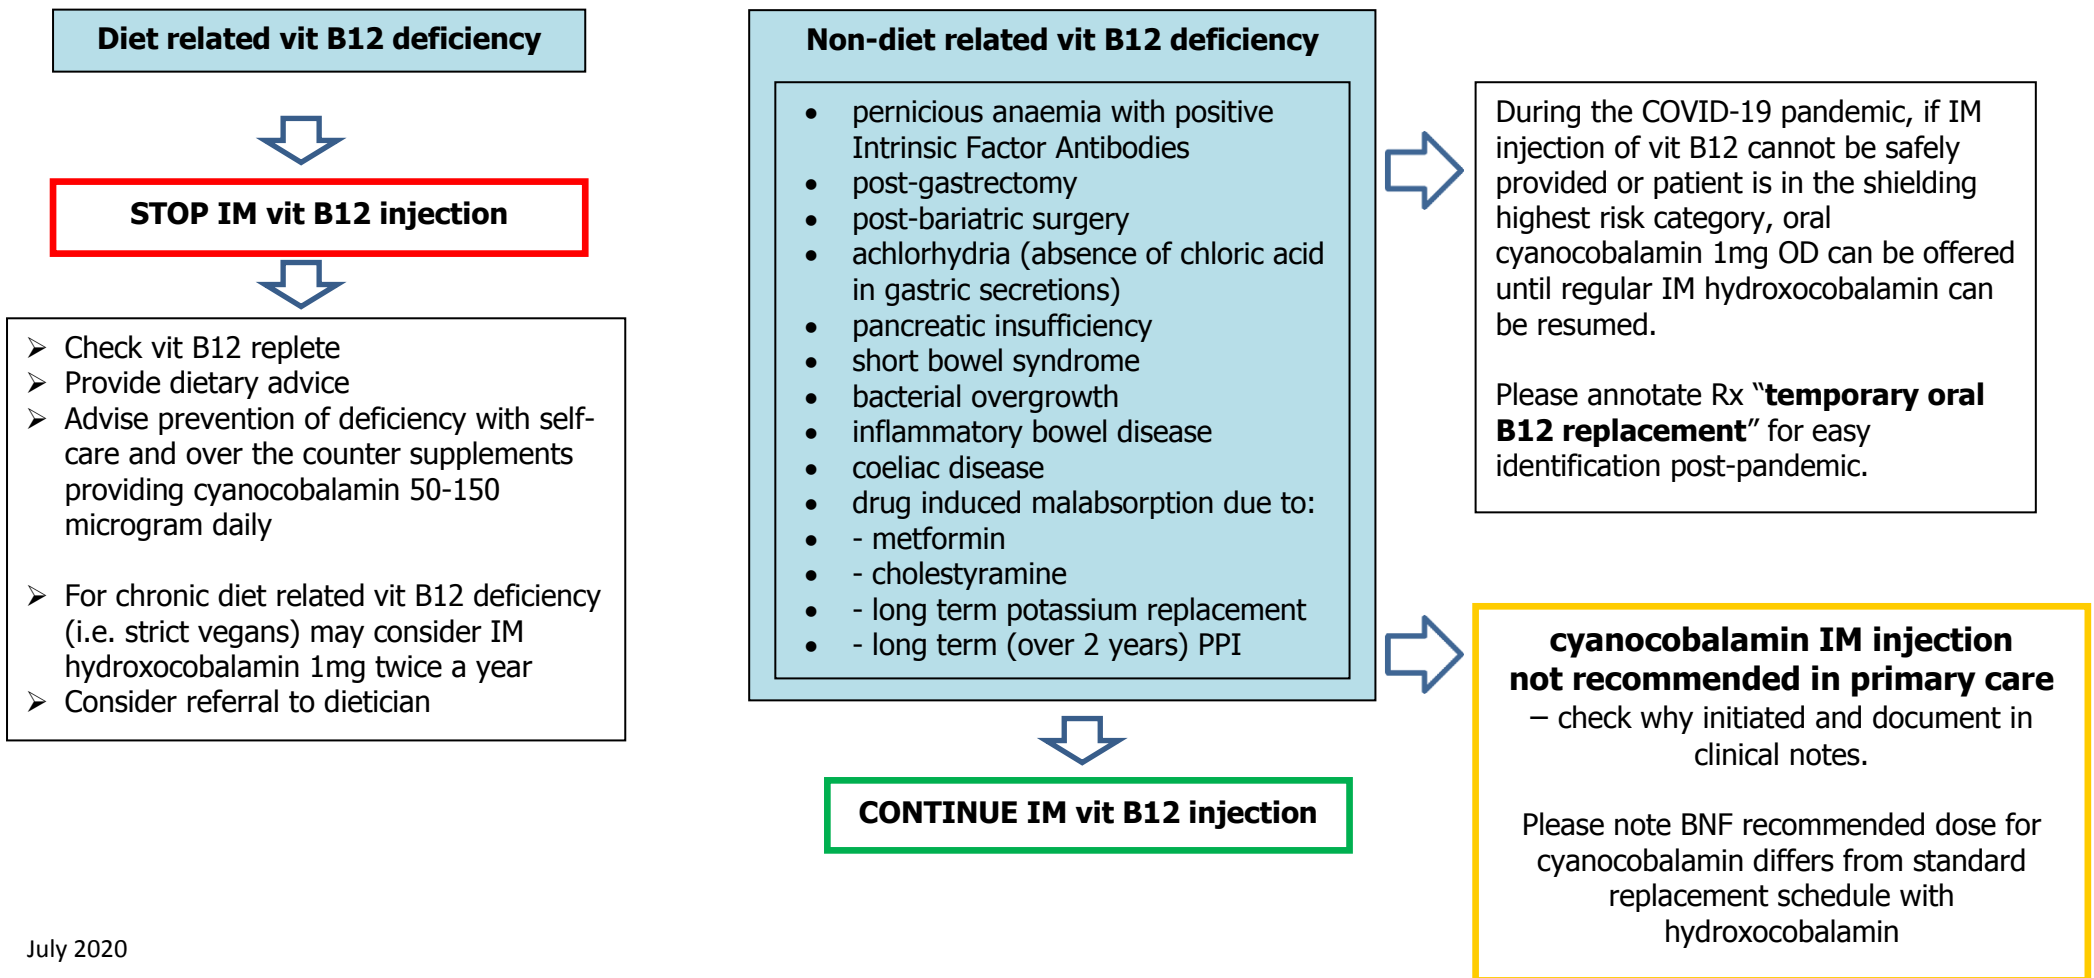 Diet related vit B12 deficiency
STOP IM vit B12 injection
➢ Check vit B12 replete
➢ Provide dietary advice
➢ Advise prevention of deficiency with self-
care and over the counter supplements
providing cyanocobalamin 50-150
microgram daily
➢ For chronic diet related vit B12 deficiency
(i.e. strict vegans) may consider IM
hydroxocobalamin 1mg twice a year
➢ Consider referral to dietician
Non-diet related vit B12 deficiency
• pernicious anaemia with positive
Intrinsic Factor Antibodies
• post-gastrectomy
• post-bariatric surgery
• achlorhydria (absence of chloric acid
in gastric secretions)
• pancreatic insufficiency
• short bowel syndrome
• bacterial overgrowth
• inflammatory bowel disease
• coeliac disease
• drug induced malabsorption due to:
• - metformin
• - cholestyramine
• - long term potassium replacement
• - long term (over 2 years) PPI
CONTINUE IM vit B12 injection
During the COVID-19 pandemic, if IM
injection of vit B12 cannot be safely
provided or patient is in the shielding
highest risk category, oral
cyanocobalamin 1mg OD can be offered
until regular IM hydroxocobalamin can
be resumed.
Please annotate Rx “temporary oral
B12 replacement” for easy
identification post-pandemic.
cyanocobalamin IM injection
not recommended in primary care
– check why initiated and document in
clinical notes.
Please note BNF recommended dose for
cyanocobalamin differs from standard
replacement schedule with
hydroxocobalamin
July 2020